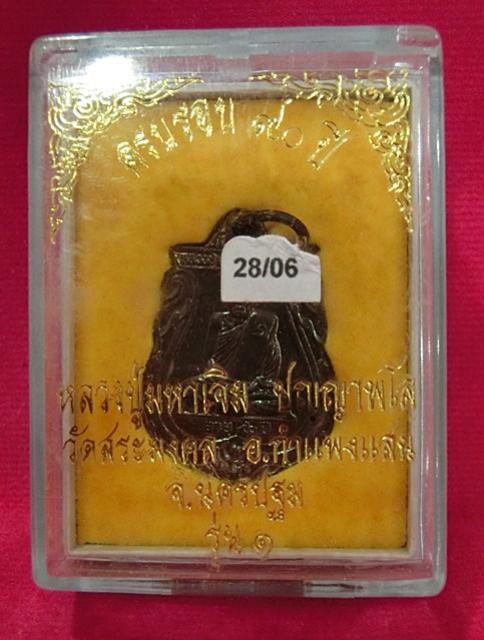 ครบรอบ ๙๐ ปี
28/06
หลวงปู่มหาเจิม ปญฺญาพโล
วัดสระมงคล อ.กำแพงแสน
จ.นครปฐม
รุ่น ๑